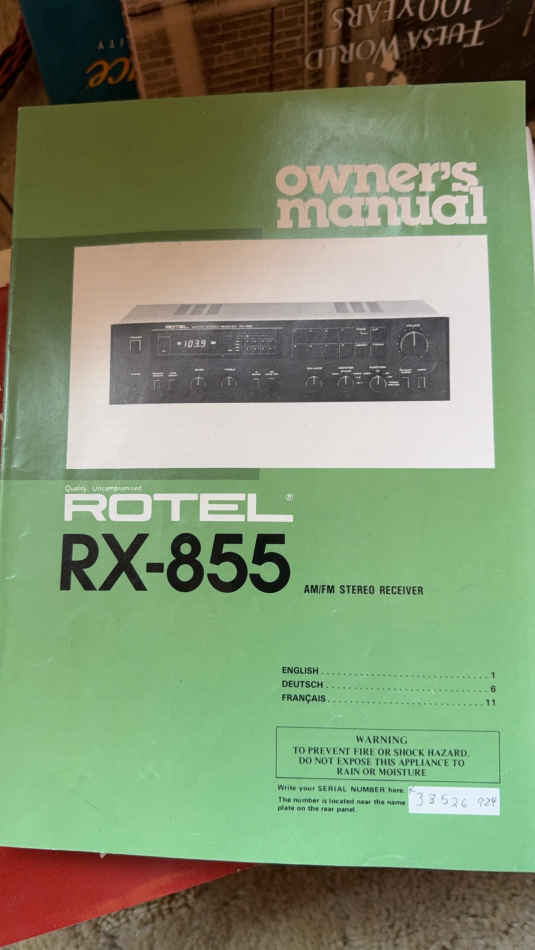 TULSA WORLD
100 YEARS
owner's
manual
ROTEL
103.9
Quality. Uncompromised
ROTEL®
RX-855
AM/FM STEREO RECEIVER
ENGLISH . . . . . . . . . . . . . . . . . . . . . . . . . . . . . . 1
DEUTSCH . . . . . . . . . . . . . . . . . . . . . . . . . . . . . 6
FRANÇAIS . . . . . . . . . . . . . . . . . . . . . . . . . . . . 11
WARNING
TO PREVENT FIRE OR SHOCK HAZARD,
DO NOT EXPOSE THIS APPLIANCE TO
RAIN OR MOISTURE
Write your SERIAL NUMBER here.
The number is located near the name
plate on the rear panel.
33526 924